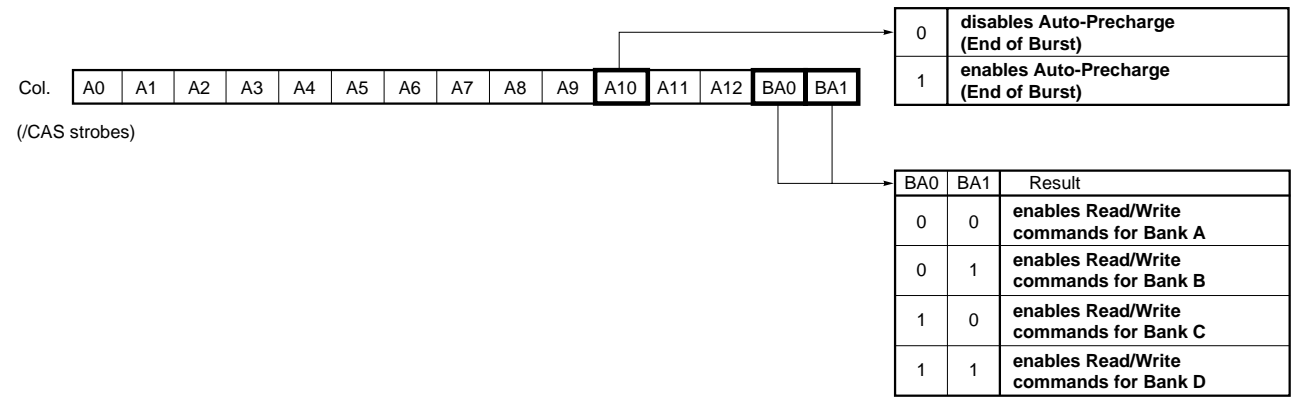 0 disables Auto-Precharge
(End of Burst)
1 enables Auto-Precharge
(End of Burst)
Col. A0 A1 A2 A3 A4 A5 A6 A7 A8 A9 A10 A11 A12 BA0 BA1
(/CAS strobes)
BA0 BA1 Result
0 0 enables Read/Write
commands for Bank A
0 1 enables Read/Write
commands for Bank B
1 0 enables Read/Write
commands for Bank C
1 1 enables Read/Write
commands for Bank D